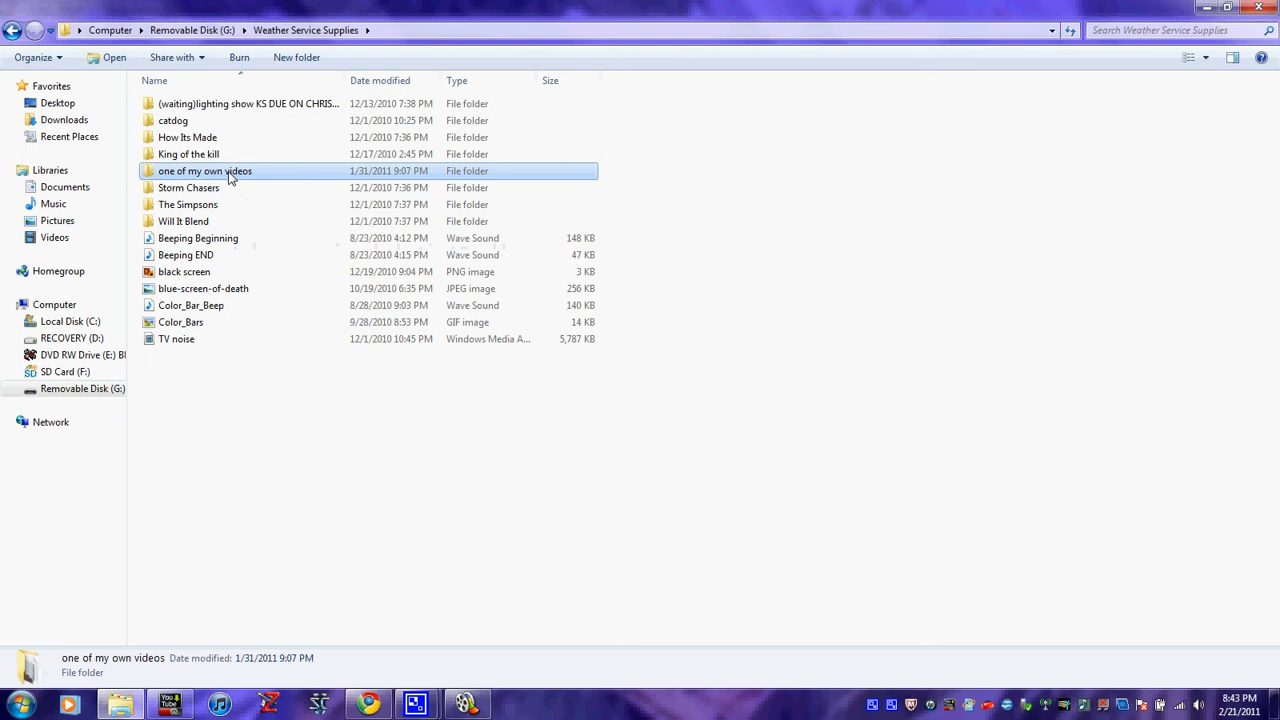 Computer Removable Disk (G:) Weather Service Supplies Search Weather Service Supplies
Organize Open Share with Burn New folder
Favorites
Desktop
Downloads
Recent Places
Libraries
Documents
Music
Pictures
Videos
Homegroup
Computer
Local Disk (C:)
RECOVERY (D:)
DVD RW Drive (E:) Bl
SD Card (F:)
Removable Disk (G:)
Network
Name Date modified Type Size
(waiting)lighting show KS DUE ON CHRIS... 12/13/2010 7:38 PM File folder
catdog 12/1/2010 10:25 PM File folder
How Its Made 12/1/2010 7:36 PM File folder
King of the kill 12/17/2010 2:45 PM File folder
one of my own videos 1/31/2011 9:07 PM File folder
Storm Chasers 12/1/2010 7:36 PM File folder
The Simpsons 12/1/2010 7:37 PM File folder
Will It Blend 12/1/2010 7:37 PM File folder
Beeping Beginning 8/23/2010 4:12 PM Wave Sound 148 KB
Beeping END 8/23/2010 4:15 PM Wave Sound 47 KB
black screen 12/19/2010 9:04 PM PNG image 3 KB
blue-screen-of-death 10/19/2010 6:35 PM JPEG image 256 KB
Color_Bar_Beep 8/28/2010 9:03 PM Wave Sound 140 KB
Color_Bars 9/28/2010 8:53 PM GIF image 14 KB
TV noise 12/1/2010 10:45 PM Windows Media A... 5,787 KB
one of my own videos Date modified: 1/31/2011 9:07 PM
File folder
You Tube
8:43 PM
2/21/2011